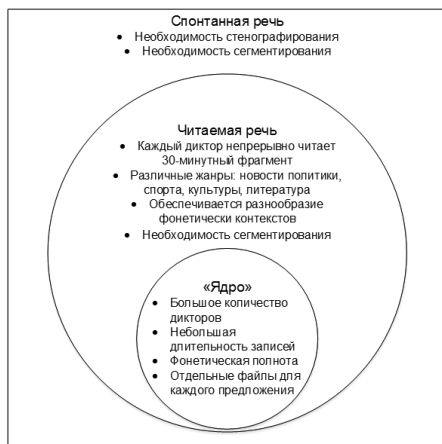 Спонтанная речь
• Необходимость стенографирования
• Необходимость сегментирования
Читаемая речь
• Каждый диктор непрерывно читает
30-минутный фрагмент
• Различные жанры: новости политики,
спорта, культуры, литература
• Обеспечивается разнообразие
фонетически контекстов
• Необходимость сегментирования
«Ядро»
• Большое количество
дикторов
• Небольшая
длительность записей
• Фонетическая полнота
• Отдельные файлы для
каждого предложения